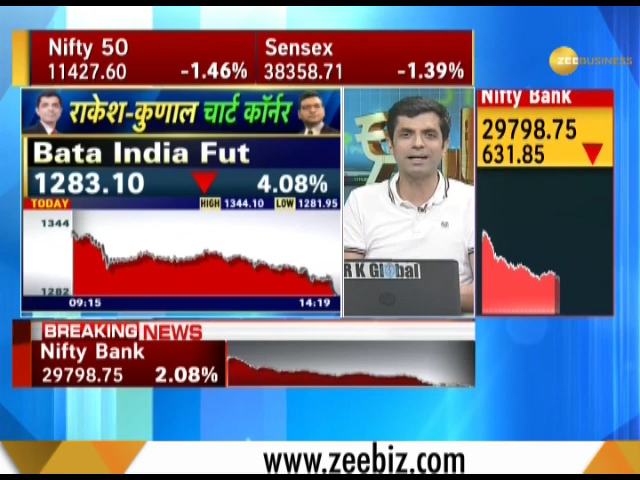 Nifty 50
11427.60 -1.46%
Sensex
38358.71 -1.39%
ZEE BUSINESS
राकेश-कुणाल चार्ट कॉर्नर
Bata India Fut
1283.10 4.08%
TODAY HIGH 1344.10 LOW 1281.95
1344
1282
09:15 14:19
R K Global
Nifty Bank
29798.75
631.85
BREAKING NEWS
Nifty Bank
29798.75 2.08%
www.zeebiz.com